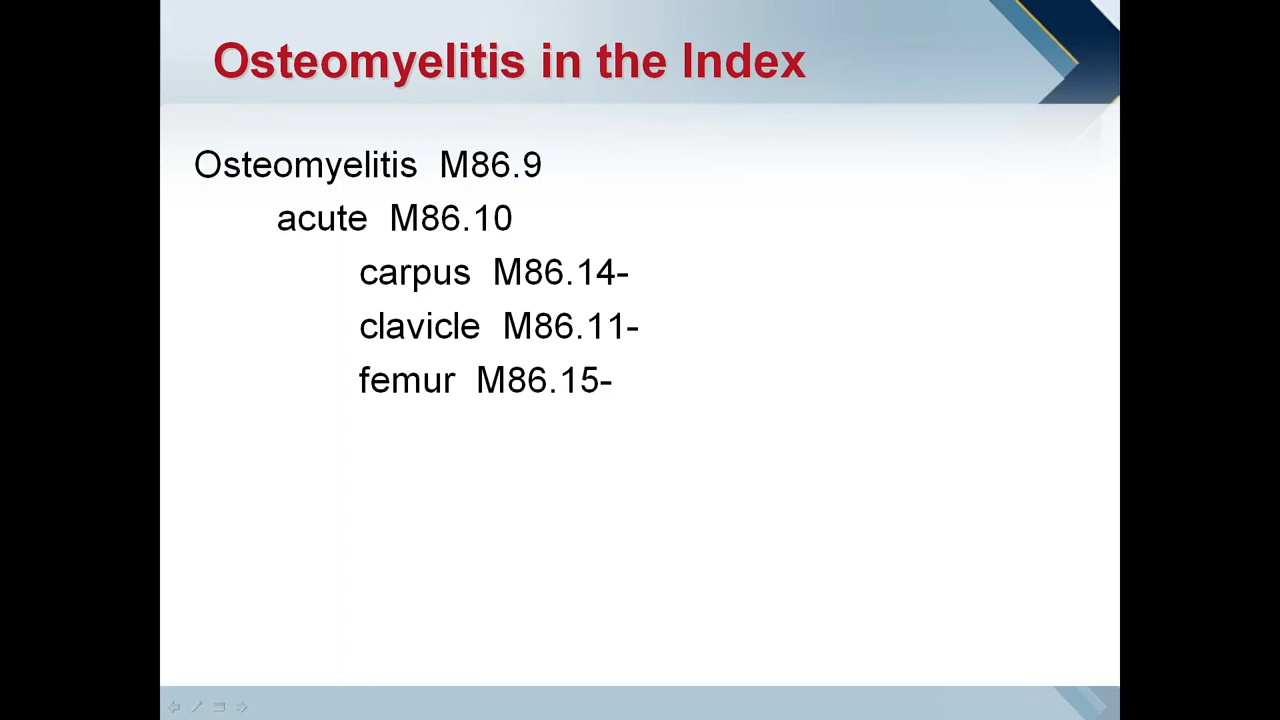 Osteomyelitis in the Index
Osteomyelitis M86.9
acute M86.10
carpus M86.14-
clavicle M86.11-
femur M86.15-